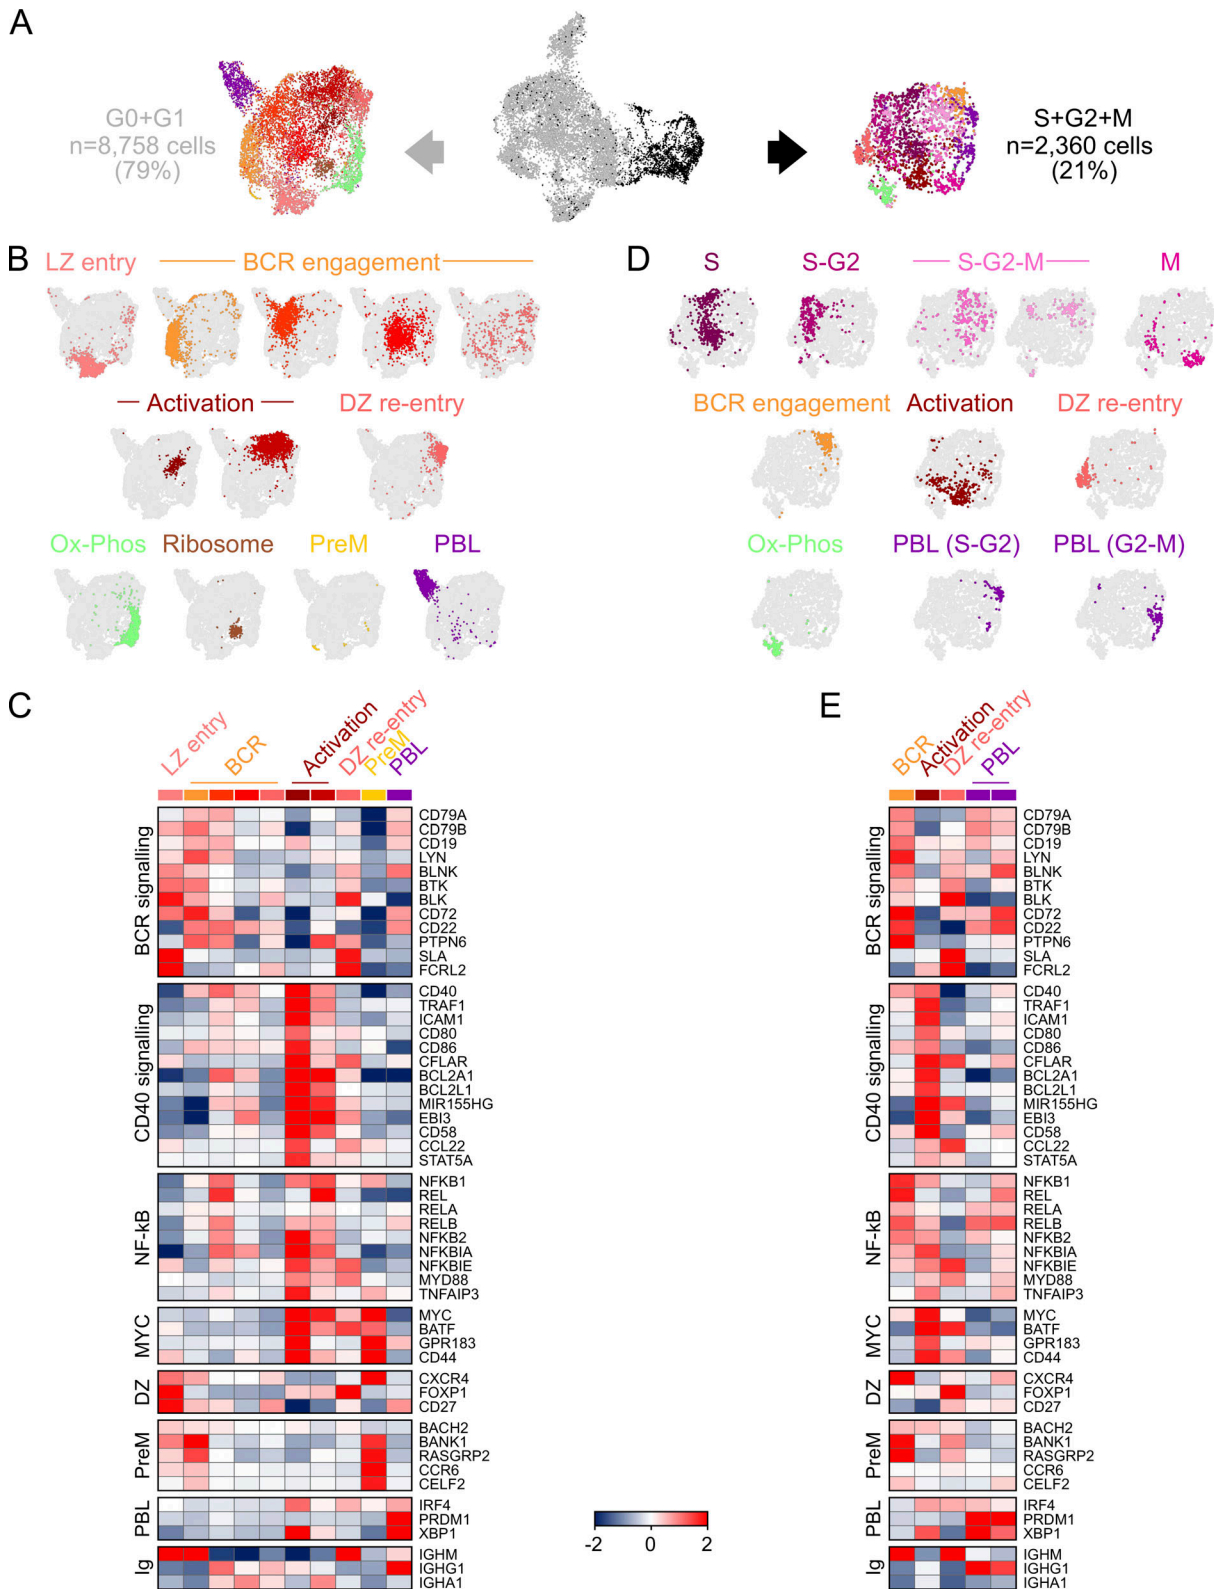 A
G0+G1
n=8,758 cells
(79%)
S+G2+M
n=2,360 cells
(21%)
B
LZ entry
BCR engagement
Activation
DZ re-entry
Ox-Phos
Ribosome
PreM
PBL
D
S
S-G2
S-G2-M
M
BCR engagement
Activation
DZ re-entry
Ox-Phos
PBL (S-G2)
PBL (G2-M)
C
LZ entry
BCR
Activation
DZ re-entry
PreM
PBL
BCR signalling
CD79A
CD79B
CD19
LYN
BLNK
BTK
BLK
CD72
CD22
PTPN6
SLA
FCRL2
CD40 signalling
CD40
TRAF1
ICAM1
CD80
CD86
CFLAR
BCL2A1
BCL2L1
MIR155HG
EBI3
CD58
CCL22
STAT5A
NF-kB
NFKB1
REL
RELA
RELB
NFKB2
NFKBIA
NFKBIE
MYD88
TNFAIP3
MYC
MYC
BATF
GPR183
CD44
DZ
CXCR4
FOXP1
CD27
PreM
BACH2
BANK1
RASGRP2
CCR6
CELF2
PBL
IRF4
PRDM1
XBP1
Ig
IGHM
IGHG1
IGHA1
-2 0 2
E
BCR
Activation
DZ re-entry
PBL
BCR signalling
CD79A
CD79B
CD19
LYN
BLNK
BTK
BLK
CD72
CD22
PTPN6
SLA
FCRL2
CD40 signalling
CD40
TRAF1
ICAM1
CD80
CD86
CFLAR
BCL2A1
BCL2L1
MIR155HG
EBI3
CD58
CCL22
STAT5A
NF-kB
NFKB1
REL
RELA
RELB
NFKB2
NFKBIA
NFKBIE
MYD88
TNFAIP3
MYC
MYC
BATF
GPR183
CD44
DZ
CXCR4
FOXP1
CD27
PreM
BACH2
BANK1
RASGRP2
CCR6
CELF2
PBL
IRF4
PRDM1
XBP1
Ig
IGHM
IGHG1
IGHA1